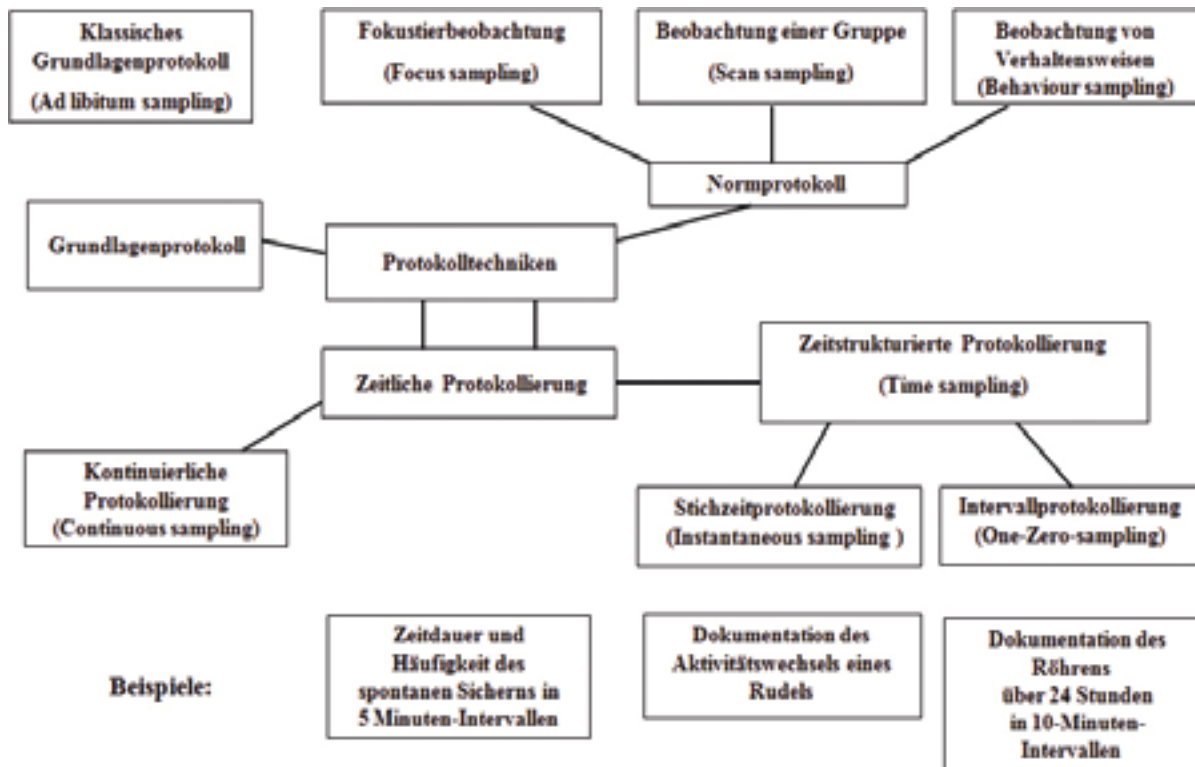 Klassisches
Grundlagenprotokoll
(Ad libitum sampling)
Fokustierbeobachtung
(Focus sampling)
Beobachtung einer Gruppe
(Scan sampling)
Beobachtung von
Verhaltensweisen
(Behaviour sampling)
Normprotokoll
Grundlagenprotokoll
Protokolltechniken
Zeitliche Protokollierung
Zeitstrukturierte Protokollierung
(Time sampling)
Kontinuierliche
Protokollierung
(Continuous sampling)
Stichzeitprotokollierung
(Instantaneous sampling )
Intervallprotokollierung
(One-Zero-sampling)
Beispiele:
Zeitdauer und
Häufigkeit des
spontanen Sicherns in
5 Minuten-Intervallen
Dokumentation des
Aktivitätswechsels eines
Rudels
Dokumentation des
Röhrens
über 24 Stunden
in 10-Minuten-
Intervallen